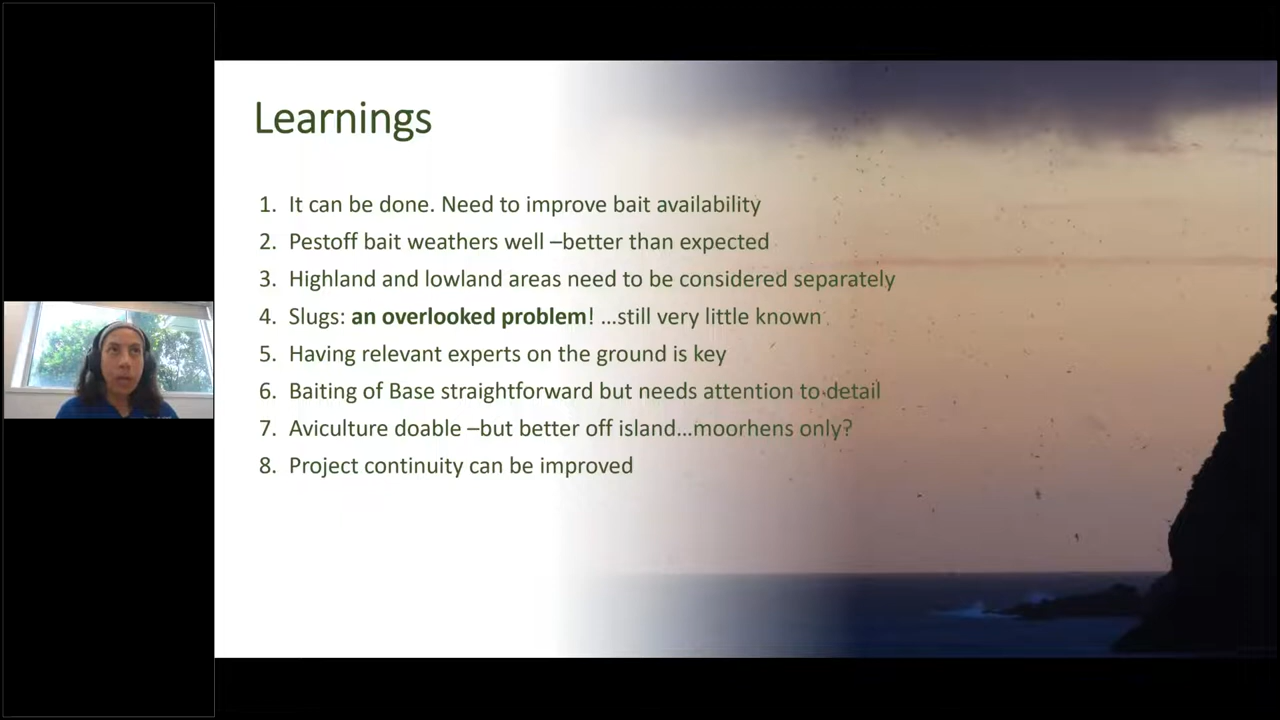 Learnings
1. It can be done. Need to improve bait availability
2. Pestoff bait weathers well –better than expected
3. Highland and lowland areas need to be considered separately
4. Slugs: an overlooked problem! …still very little known
5. Having relevant experts on the ground is key
6. Baiting of Base straightforward but needs attention to detail
7. Aviculture doable –but better off island…moorhens only?
8. Project continuity can be improved